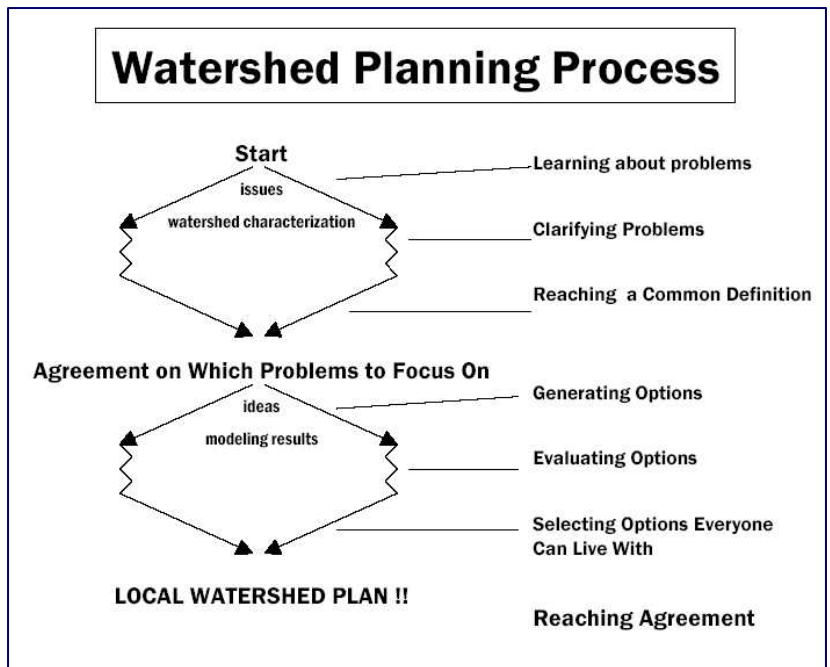 Watershed Planning Process
Start
issues
watershed characterization
Learning about problems
Clarifying Problems
Reaching a Common Definition
Agreement on Which Problems to Focus On
ideas
modeling results
Generating Options
Evaluating Options
Selecting Options Everyone
Can Live With
LOCAL WATERSHED PLAN !!
Reaching Agreement